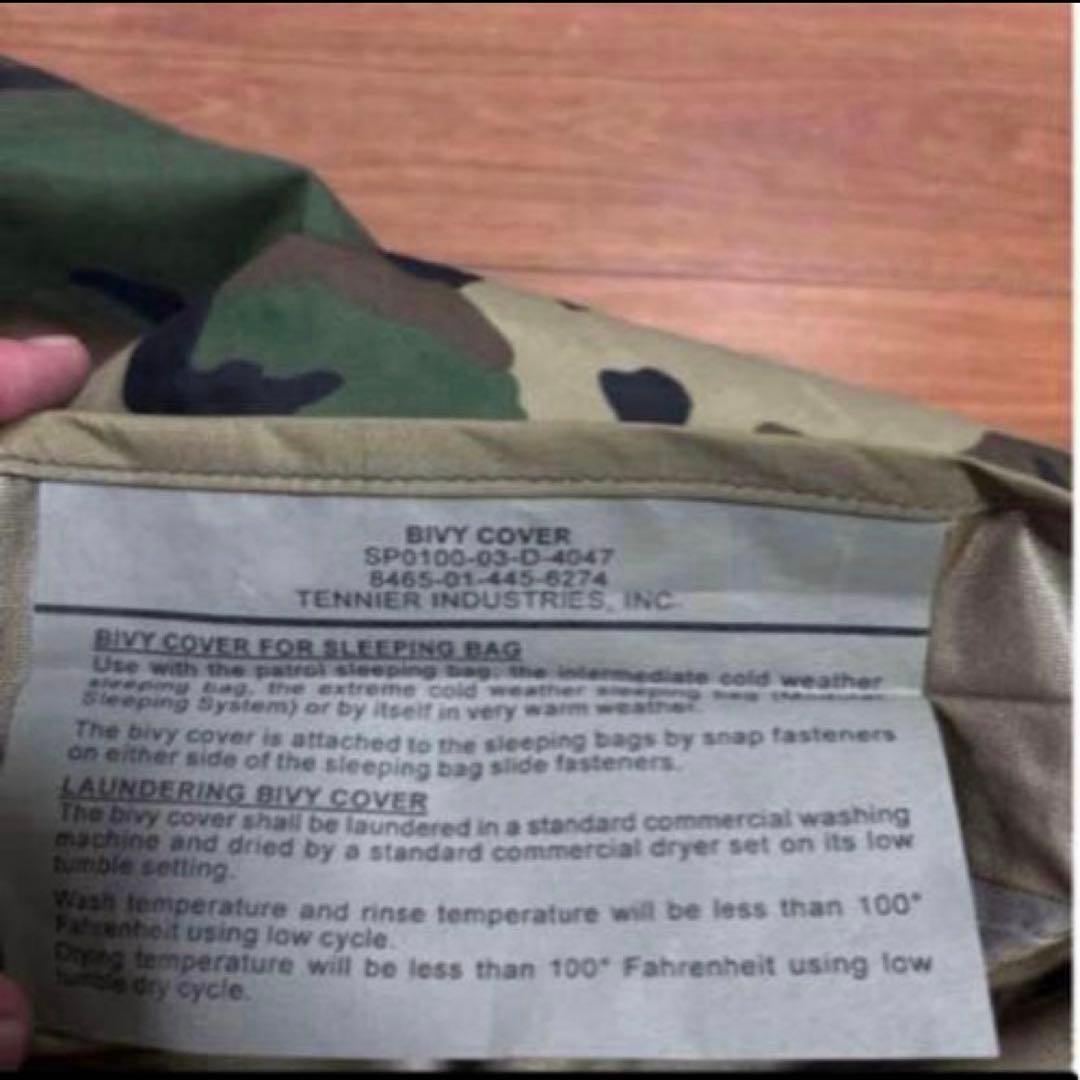 BIVY COVER
SP0100-03-D-4047
8465-01-445-6274
TENNIER INDUSTRIES, INC.
BIVY COVER FOR SLEEPING BAG
Use with the patrol sleeping bag, the intermediate cold weather
sleeping bag, the extreme cold weather sleeping bag
Sleeping System) or by itself in very warm weather.
The bivy cover is attached to the sleeping bags by snap fasteners
on either side of the sleeping bag slide fasteners.
LAUNDERING BIVY COVER
The bivy cover shall be laundered in a standard commercial washing
machine and dried by a standard commercial dryer set on its low
tumble setting.
Wash temperature and rinse temperature will be less than 100°
Fahrenheit using low cycle.
Drying temperature will be less than 100° Fahrenheit using low
tumble dry cycle.